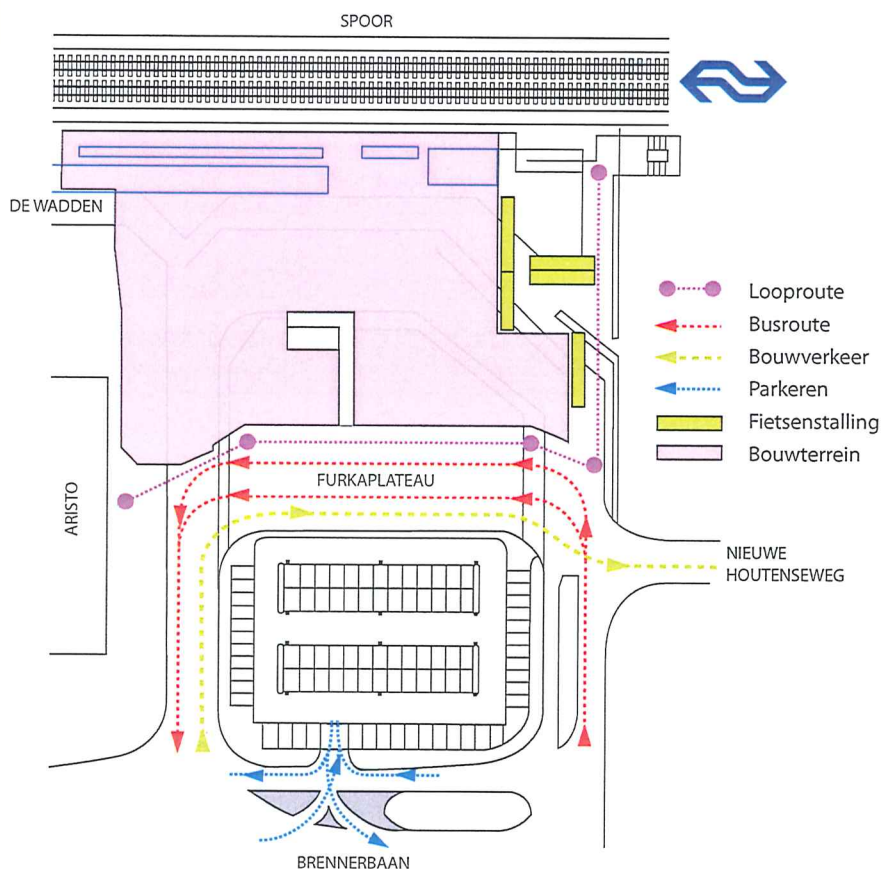 SPOOR
DE WADDEN
Looproute
Busroute
Bouwverkeer
Parkeren
Fietsenstalling
Bouwterrein
FURKAPLATEAU
ARISTO
NIEUWE
HOUTENSEWEG
BRENNERBAAN